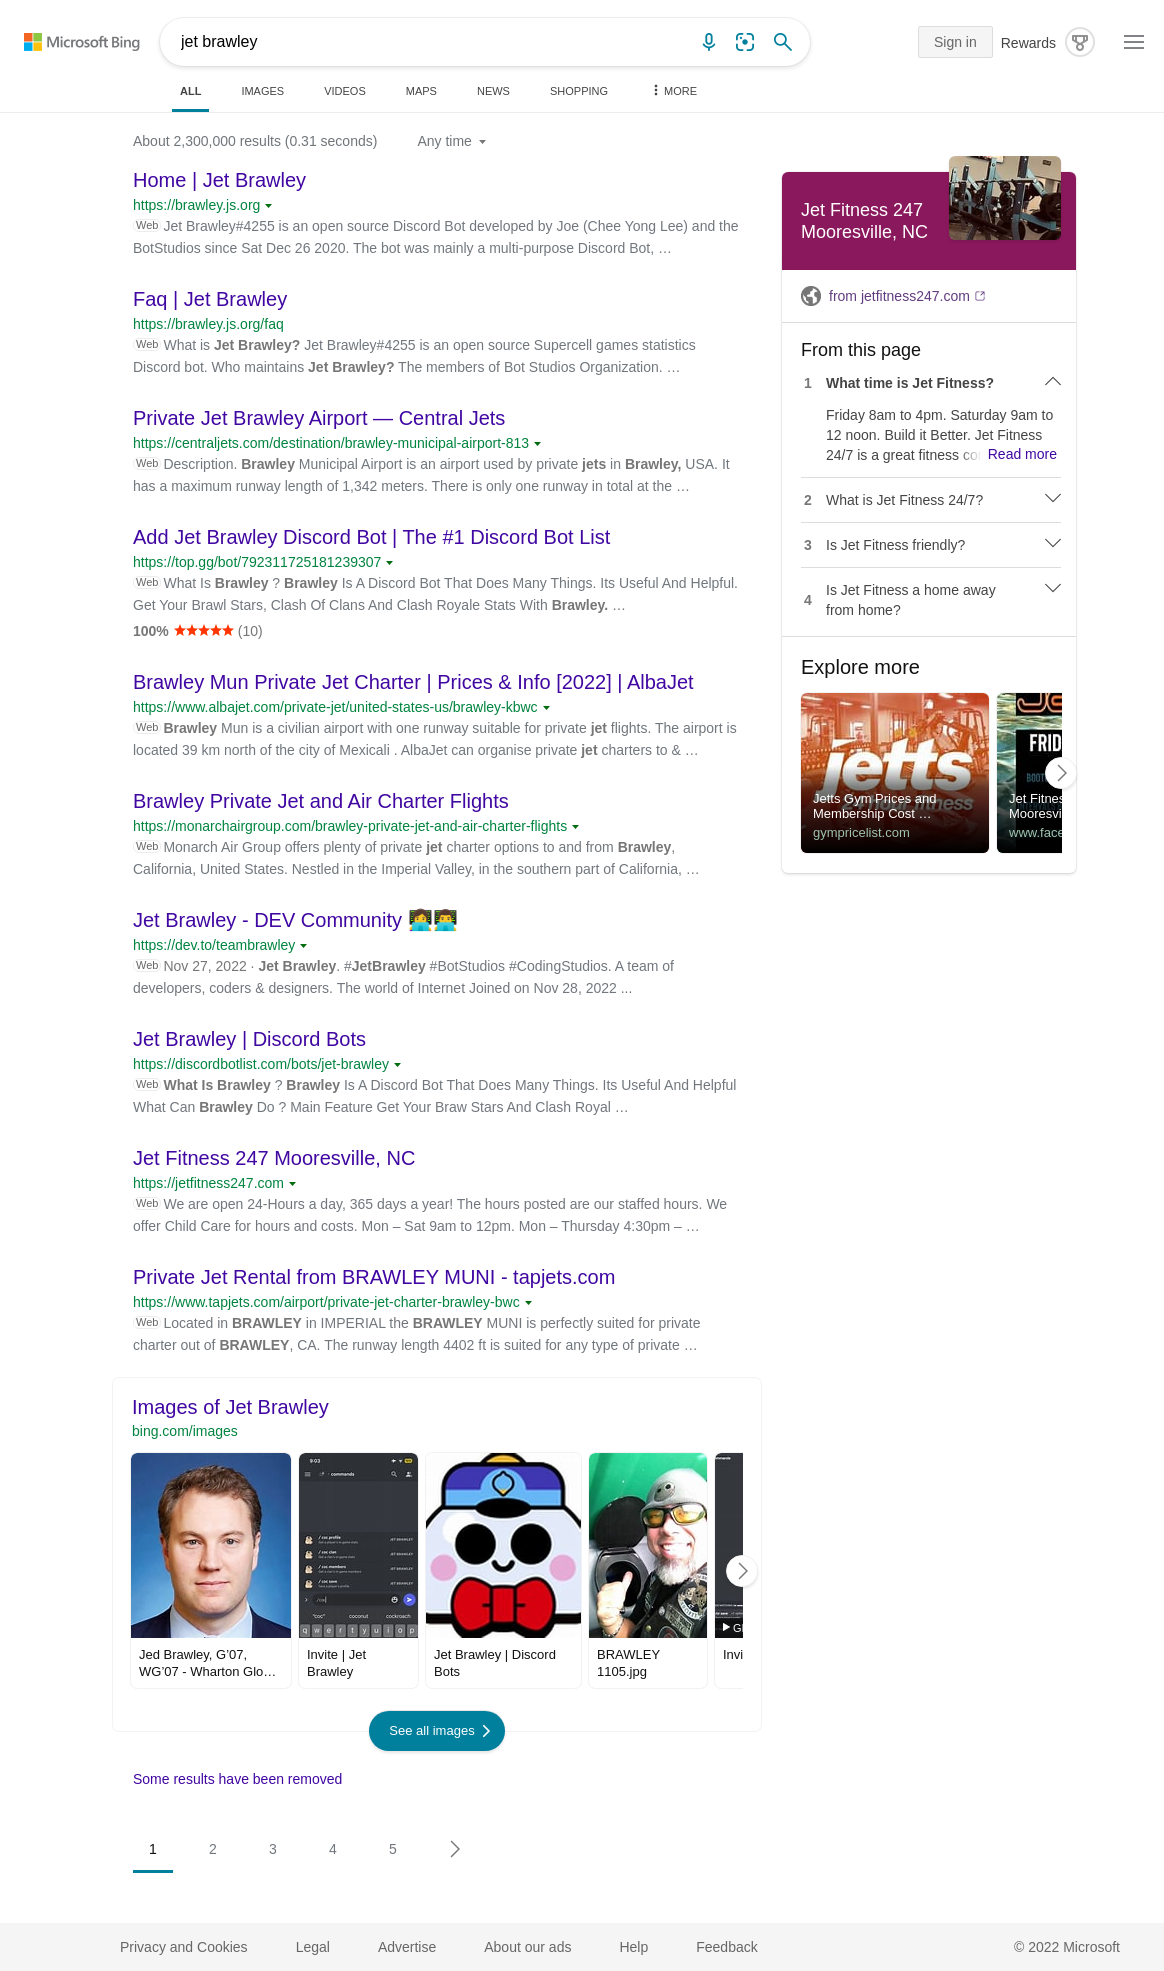 Microsoft Bing
jet brawley
Sign in
Rewards
ALL
IMAGES
VIDEOS
MAPS
NEWS
SHOPPING
MORE
About 2,300,000 results (0.31 seconds)
Any time
Home | Jet Brawley
https://brawley.js.org
Web Jet Brawley#4255 is an open source Discord Bot developed by Joe (Chee Yong Lee) and the
BotStudios since Sat Dec 26 2020. The bot was mainly a multi-purpose Discord Bot, …
Faq | Jet Brawley
https://brawley.js.org/faq
Web What is Jet Brawley? Jet Brawley#4255 is an open source Supercell games statistics
Discord bot. Who maintains Jet Brawley? The members of Bot Studios Organization. …
Private Jet Brawley Airport — Central Jets
https://centraljets.com/destination/brawley-municipal-airport-813
Web Description. Brawley Municipal Airport is an airport used by private jets in Brawley, USA. It
has a maximum runway length of 1,342 meters. There is only one runway in total at the …
Add Jet Brawley Discord Bot | The #1 Discord Bot List
https://top.gg/bot/792311725181239307
Web What Is Brawley ? Brawley Is A Discord Bot That Does Many Things. Its Useful And Helpful.
Get Your Brawl Stars, Clash Of Clans And Clash Royale Stats With Brawley. …
100% ★★★★★ (10)
Brawley Mun Private Jet Charter | Prices & Info [2022] | AlbaJet
https://www.albajet.com/private-jet/united-states-us/brawley-kbwc
Web Brawley Mun is a civilian airport with one runway suitable for private jet flights. The airport is
located 39 km north of the city of Mexicali . AlbaJet can organise private jet charters to & …
Brawley Private Jet and Air Charter Flights
https://monarchairgroup.com/brawley-private-jet-and-air-charter-flights
Web Monarch Air Group offers plenty of private jet charter options to and from Brawley,
California, United States. Nestled in the Imperial Valley, in the southern part of California, …
Jet Brawley - DEV Community 👩‍💻👨‍💻
https://dev.to/teambrawley
Web Nov 27, 2022 · Jet Brawley. #JetBrawley #BotStudios #CodingStudios. A team of
developers, coders & designers. The world of Internet Joined on Nov 28, 2022 ...
Jet Brawley | Discord Bots
https://discordbotlist.com/bots/jet-brawley
Web What Is Brawley ? Brawley Is A Discord Bot That Does Many Things. Its Useful And Helpful
What Can Brawley Do ? Main Feature Get Your Braw Stars And Clash Royal …
Jet Fitness 247 Mooresville, NC
https://jetfitness247.com
Web We are open 24-Hours a day, 365 days a year! The hours posted are our staffed hours. We
offer Child Care for hours and costs. Mon – Sat 9am to 12pm. Mon – Thursday 4:30pm – …
Private Jet Rental from BRAWLEY MUNI - tapjets.com
https://www.tapjets.com/airport/private-jet-charter-brawley-bwc
Web Located in BRAWLEY in IMPERIAL the BRAWLEY MUNI is perfectly suited for private
charter out of BRAWLEY, CA. The runway length 4402 ft is suited for any type of private …
Images of Jet Brawley
bing.com/images
9:03
commands
/ coc profile
/ coc clan
/ coc members
/ coc save
JET BRAWLEY
JET BRAWLEY
JET BRAWLEY
JET BRAWLEY
/coc
"coc" coconut cockroach
q w e r t y u i o p
Jed Brawley, G’07,
WG’07 - Wharton Glo…
Invite | Jet
Brawley
Jet Brawley | Discord
Bots
BRAWLEY
1105.jpg
Invi
See all images
Some results have been removed
1 2 3 4 5
Jet Fitness 247
Mooresville, NC
from jetfitness247.com
From this page
1 What time is Jet Fitness?
Friday 8am to 4pm. Saturday 9am to
12 noon. Build it Better. Jet Fitness
24/7 is a great fitness co Read more
2 What is Jet Fitness 24/7?
3 Is Jet Fitness friendly?
4 Is Jet Fitness a home away
from home?
Explore more
jetts
24 hour fitness
Jetts Gym Prices and
Membership Cost …
gympricelist.com
FRID
BOOT
Jet Fitnes
Mooresvi
www.face
Privacy and Cookies
Legal
Advertise
About our ads
Help
Feedback
© 2022 Microsoft